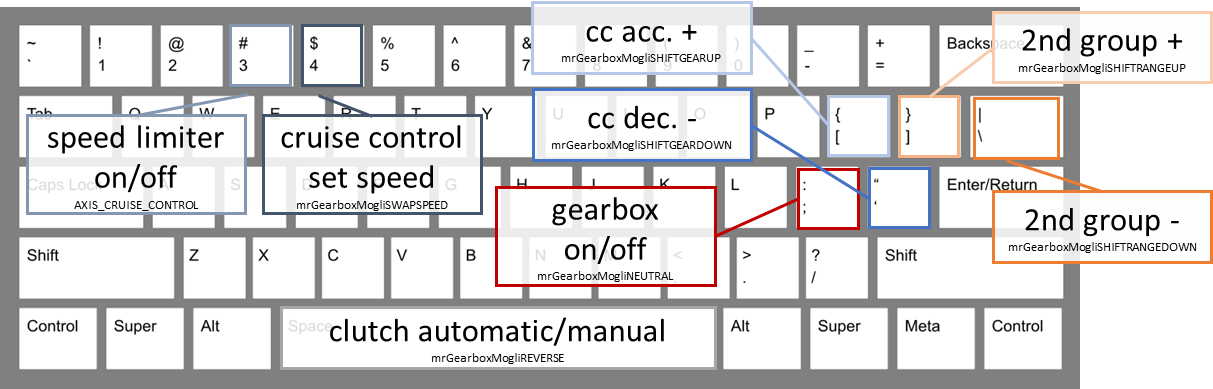 ~
`
!
1
@
2
#
3
$
4
%
5
^
6
&
7
8
9
)
0
_
-
+
=
Backspace
cc acc. +
mrGearboxMogliSHIFTGEARUP
2nd group +
mrGearboxMogliSHIFTRANGEUP
Tab
Q
W
E
R
T
Y
U
I
O
P
{
[
}
]
|
\
speed limiter
on/off
AXIS_CRUISE_CONTROL
cruise control
set speed
mrGearboxMogliSWAPSPEED
cc dec. -
mrGearboxMogliSHIFTGEARDOWN
Caps Lock
A
S
D
F
G
H
J
K
L
:
;
“
‘
Enter/Return
gearbox
on/off
mrGearboxMogliNEUTRAL
2nd group -
mrGearboxMogliSHIFTRANGEDOWN
Shift
Z
X
C
V
B
N
M
<
,
>
.
?
/
Shift
Control
Super
Alt
Space
clutch automatic/manual
mrGearboxMogliREVERSE
Alt
Super
Meta
Control